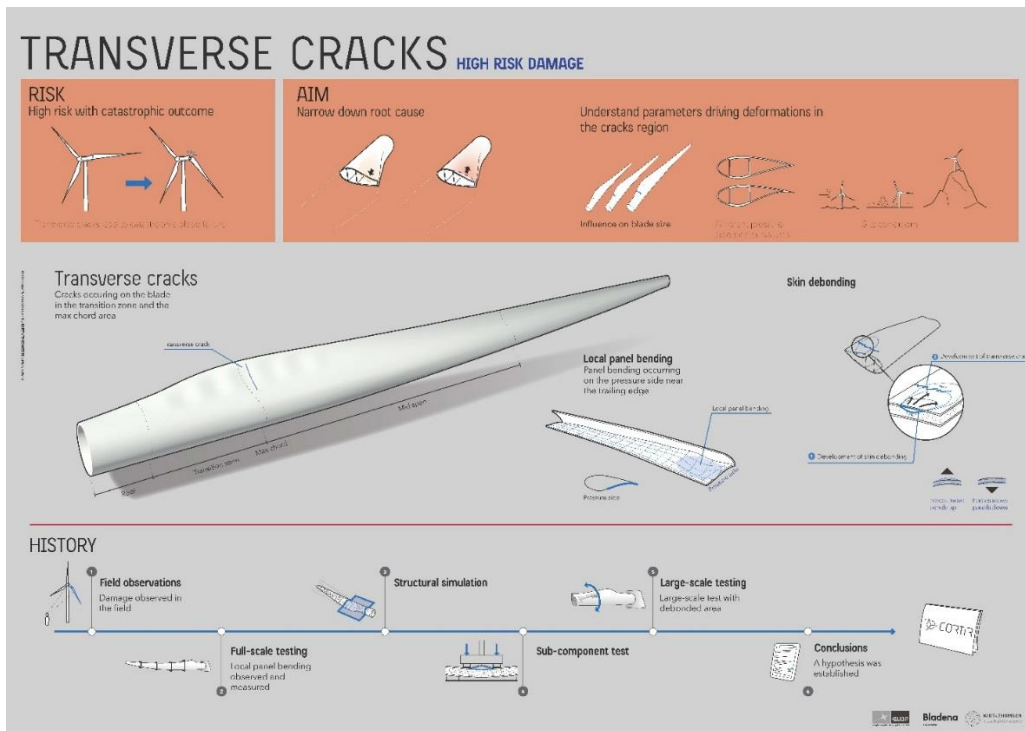 TRANSVERSE CRACKS HIGH RISK DAMAGE
RISK
High risk with catastrophic outcome
AIM
Narrow down root cause
Understand parameters driving deformations in
the cracks region
Influence on blade size
Transverse cracks
Cracks occuring on the blade
in the transition zone and the
max chord area
Transverse crack
Root
Transition zone
Max chord
Mid span
Local panel bending
Panel bending occurring
on the pressure side near
the trailing edge
Local panel bending
Pressure side
Pressure side
Skin debonding
2 Development of transverse
1 Development of skin debonding
HISTORY
1
Field observations
Damage observed in
the field
Full-scale testing
Local panel bending
observed and
measured
2
3
Structural simulation
Sub-component test
5
Large-scale testing
Large-scale test with
debonded area
Conclusions
A hypothesis was
established
6
CORTIR
Bladena